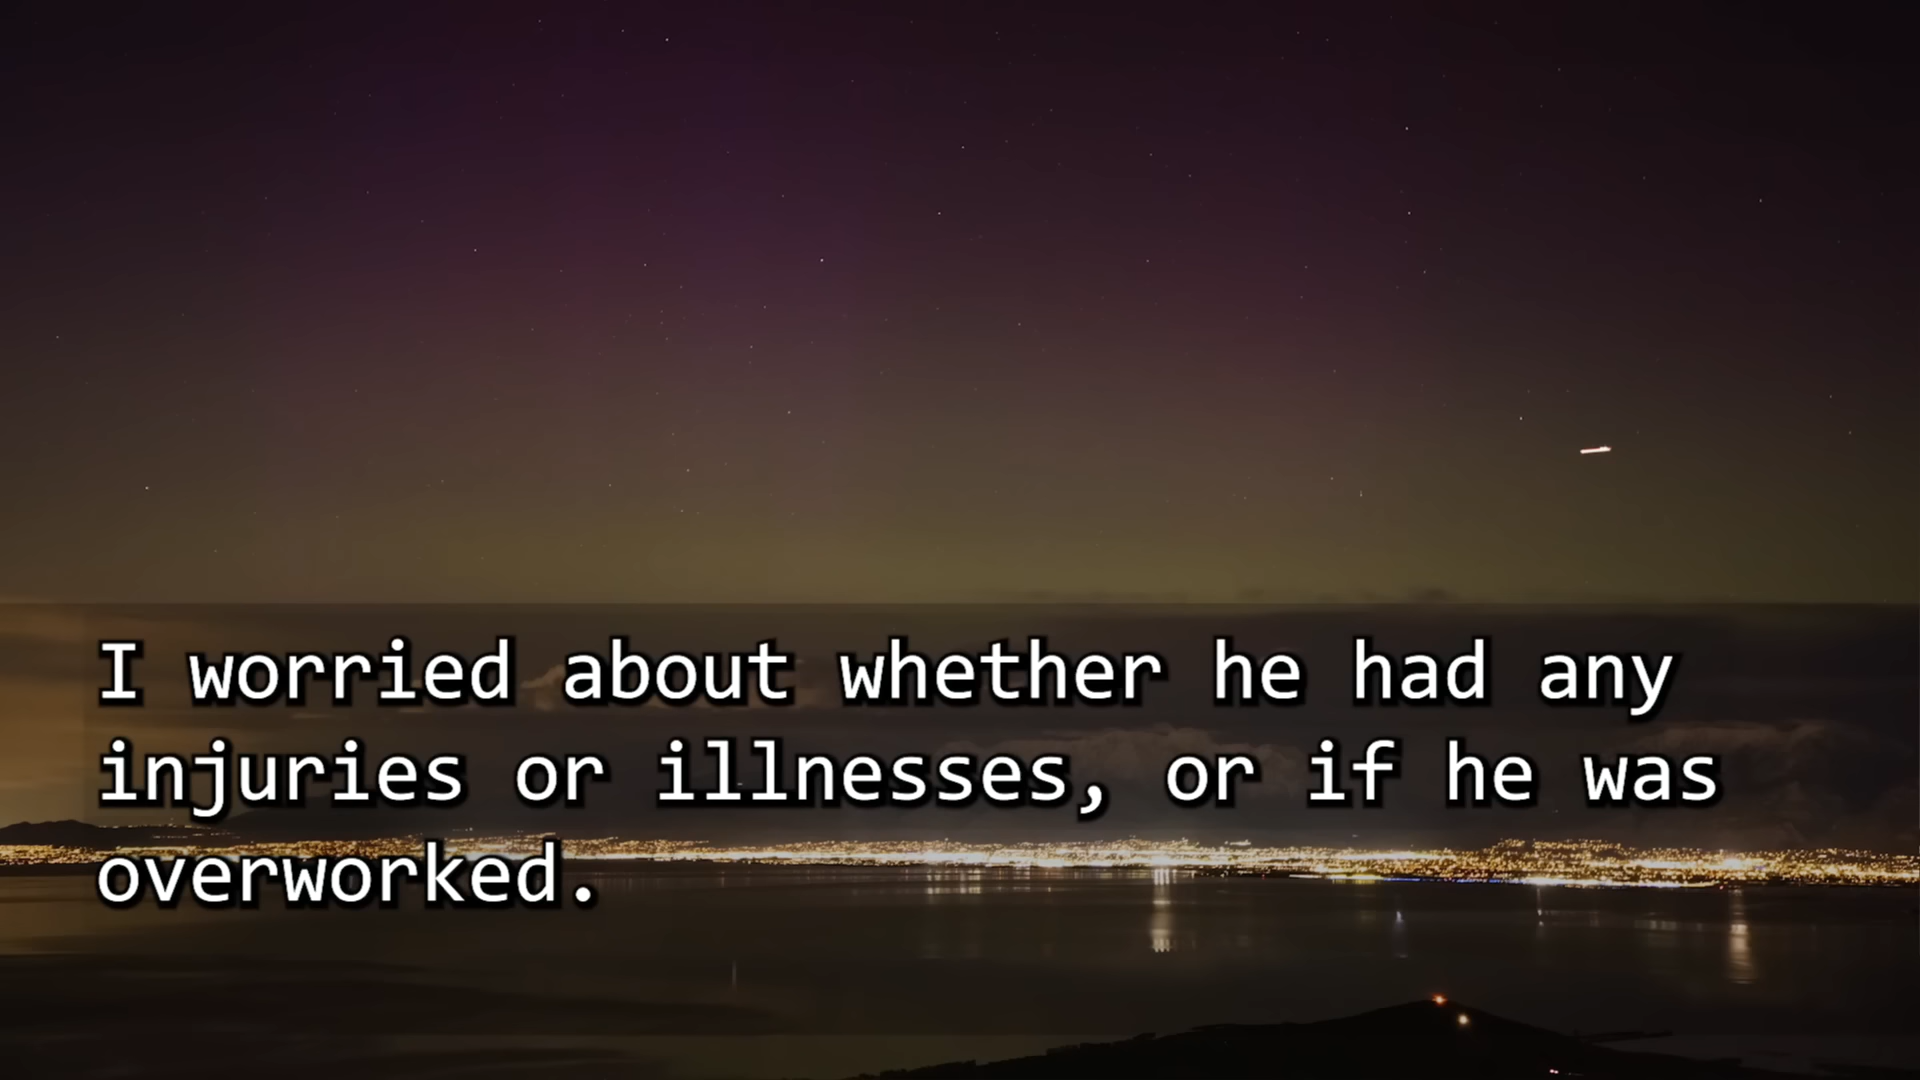 I worried about whether he had any
injuries or illnesses, or if he was
overworked.